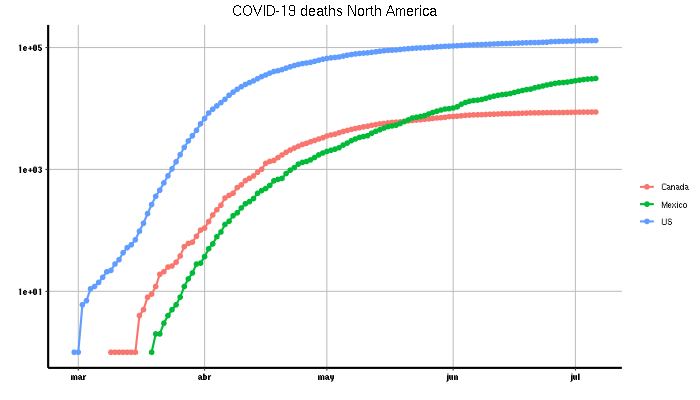 COVID-19 deaths North America
1e+05
1e+03
1e+01
mar abr may jun jul
Canada
Mexico
US